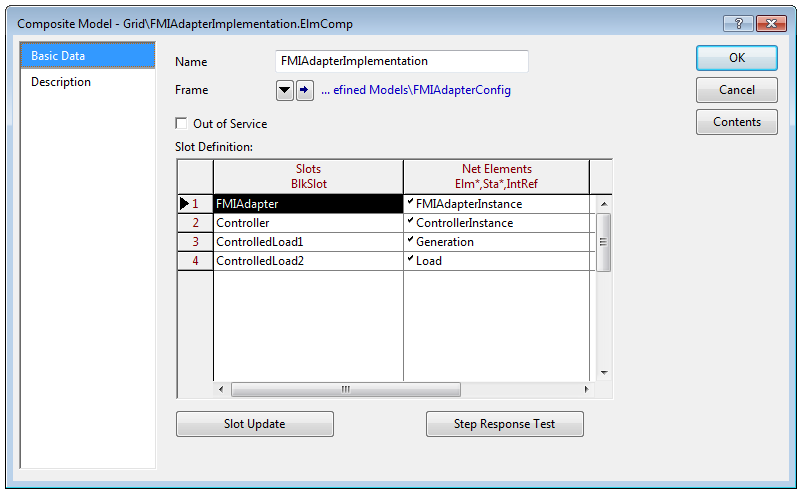 Composite Model - Grid\FMIAdapterImplementation.ElmComp
?
Basic Data
Description
Name
FMIAdapterImplementation
Frame
... efined Models\FMIAdapterConfig
Out of Service
Slot Definition:
Slots
BlkSlot
Net Elements
Elm*,Sta*,IntRef
1 FMIAdapter FMIAdapterInstance
2 Controller ControllerInstance
3 ControlledLoad1 Generation
4 ControlledLoad2 Load
Slot Update
Step Response Test
OK
Cancel
Contents